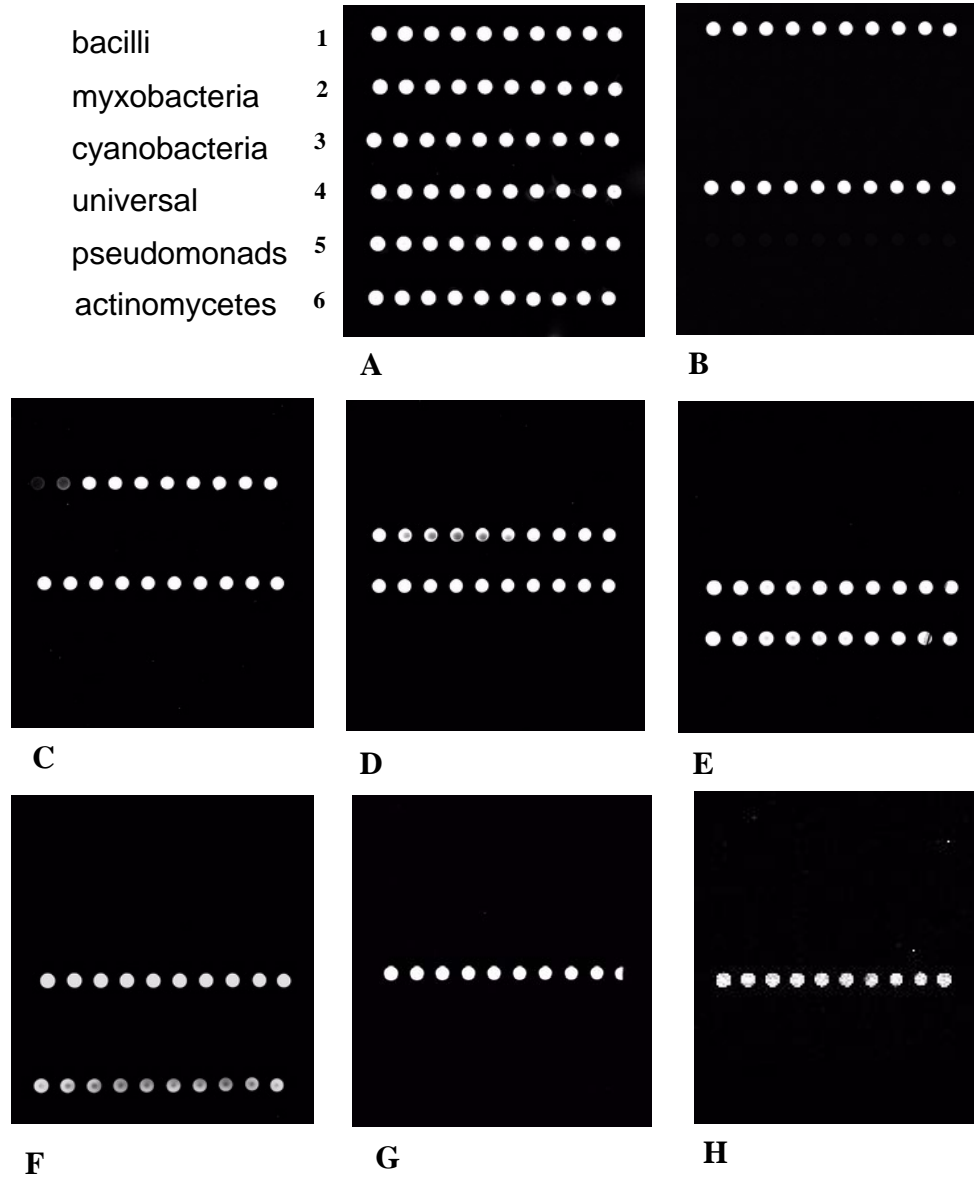 bacilli 1
myxobacteria 2
cyanobacteria 3
universal 4
pseudomonads 5
actinomycetes 6
A
B
C
D
E
F
G
H